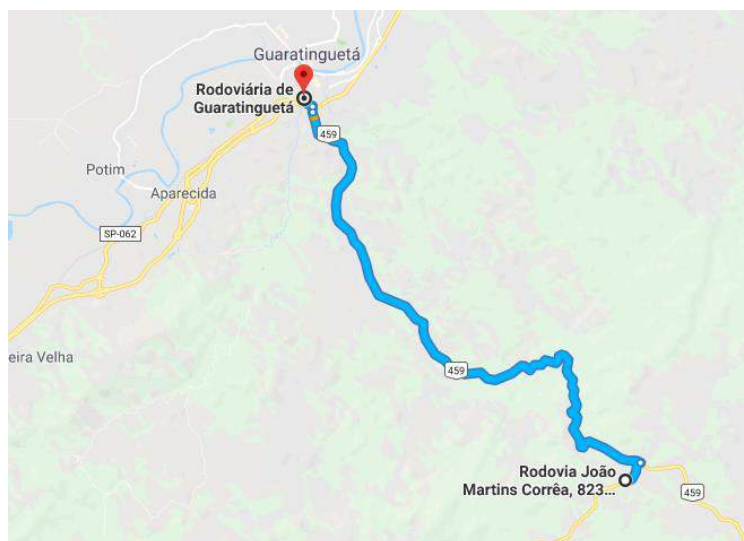 Guaratinguetá
Rodoviária de
Guaratinguetá
459
Potim
Aparecida
SP-062
eira Velha
459
Rodovia João
Martins Corrêa, 823...
459